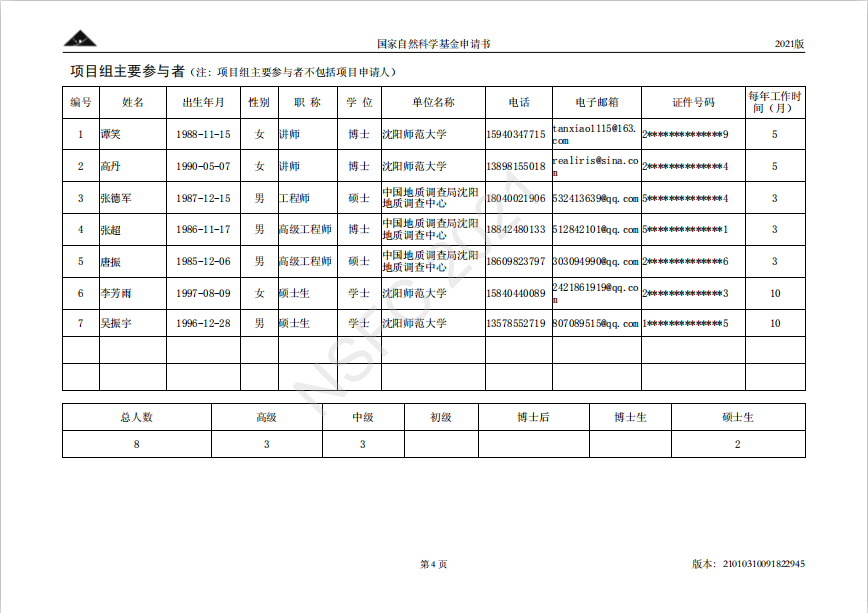 国家自然科学基金申请书 2021版
项目组主要参与者（注：项目组主要参与者不包括项目申请人）
编号 姓名 出生年月 性别 职 称 学 位 单位名称 电话 电子邮箱 证件号码 每年工作时间（月）
1 谭笑 1988-11-15 女 讲师 博士 沈阳师范大学 15940347715 tanxiao1115@163.com 2**************9 5
2 高丹 1990-05-07 女 讲师 博士 沈阳师范大学 13898155018 realiris@sina.com 2**************4 5
3 张德军 1987-12-15 男 工程师 硕士 中国地质调查局沈阳地质调查中心 18040021906 532413639@qq.com 5**************4 3
4 张超 1986-11-17 男 高级工程师 博士 中国地质调查局沈阳地质调查中心 18842480133 512842101@qq.com 5**************1 3
5 唐振 1985-12-06 男 高级工程师 硕士 中国地质调查局沈阳地质调查中心 18609823797 303094990@qq.com 2**************6 3
6 李芳雨 1997-08-09 女 硕士生 学士 沈阳师范大学 15840440089 2421861919@qq.com 2**************3 10
7 吴振宇 1996-12-28 男 硕士生 学士 沈阳师范大学 13578552719 807089515@qq.com 1**************5 10
NSFC 2021
总人数 高级 中级 初级 博士后 博士生 硕士生
8 3 3 2
第 4 页 版本：21010310091822945